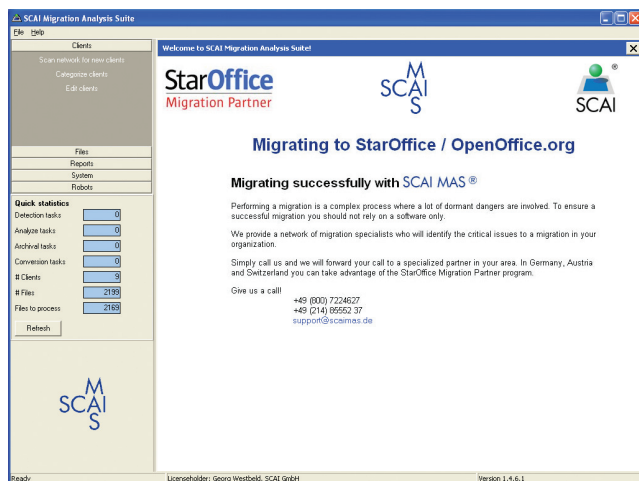 SCAI Migration Analysis Suite
File Help
Clients
Scan network for new clients
Categorize clients
Edit clients
Files
Reports
System
Robots
Quick statistics
Detection tasks 0
Analyze tasks 0
Archival tasks 0
Conversion tasks 0
# Clients 9
# Files 2199
Files to process 2169
Refresh
SCAI MAS
Welcome to SCAI Migration Analysis Suite!
StarOffice
Migration Partner
SCAI MAS
SCAI ®
Migrating to StarOffice / OpenOffice.org
Migrating successfully with SCAI MAS ®
Performing a migration is a complex process where a lot of dormant dangers are involved. To ensure a
successful migration you should not rely on a software only.
We provide a network of migration specialists who will identify the critical issues to a migration in your
organization.
Simply call us and we will forward your call to a specialized partner in your area. In Germany, Austria
and Switzerland you can take advantage of the StarOffice Migration Partner program.
Give us a call!
+49 (800) 7224627
+49 (214) 85552 37
support@scaimas.de
Ready
Licenseholder: Georg Westbeld, SCAI GmbH
Version 1.4.6.1